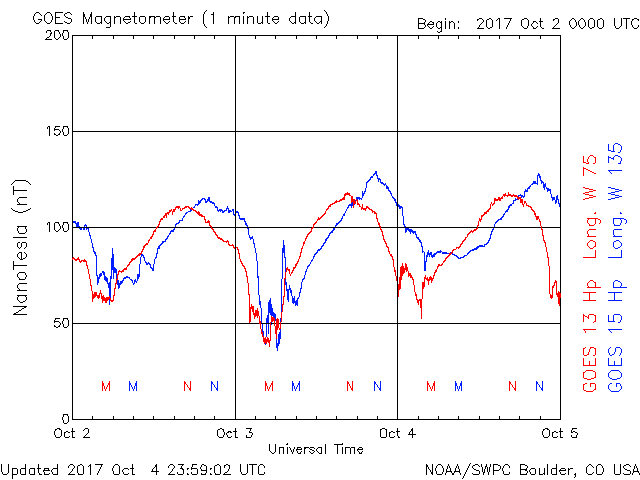 GOES Magnetometer (1 minute data)
Begin: 2017 Oct 2 0000 UTC
200
150
100
50
0
NanoTesla (nT)
M M N N M M N N M M N N
Oct 2 Oct 3 Oct 4 Oct 5
Universal Time
GOES 13 Hp Long. W 75
GOES 15 Hp Long. W 135
Updated 2017 Oct 4 23:59:02 UTC
NOAA/SWPC Boulder, CO USA